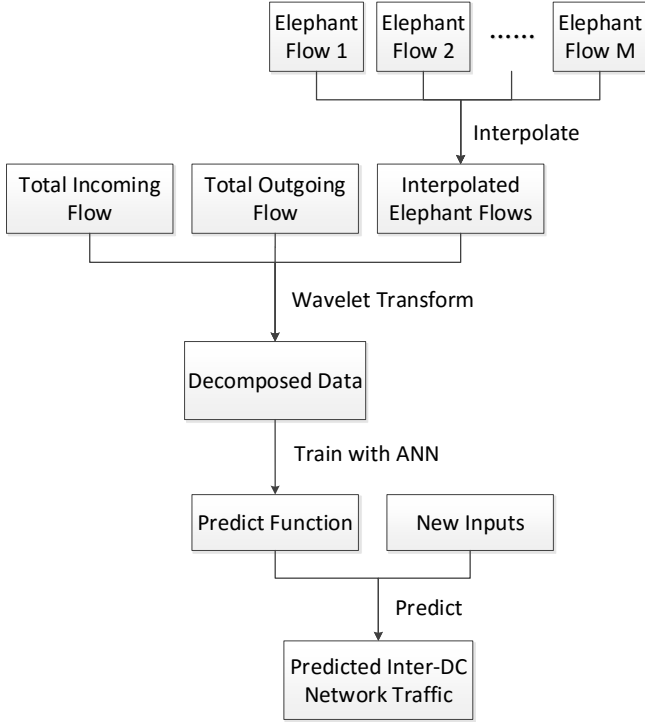 Elephant Flow 1
Elephant Flow 2
……
Elephant Flow M
Interpolate
Total Incoming Flow
Total Outgoing Flow
Interpolated Elephant Flows
Wavelet Transform
Decomposed Data
Train with ANN
Predict Function
New Inputs
Predict
Predicted Inter-DC Network Traffic